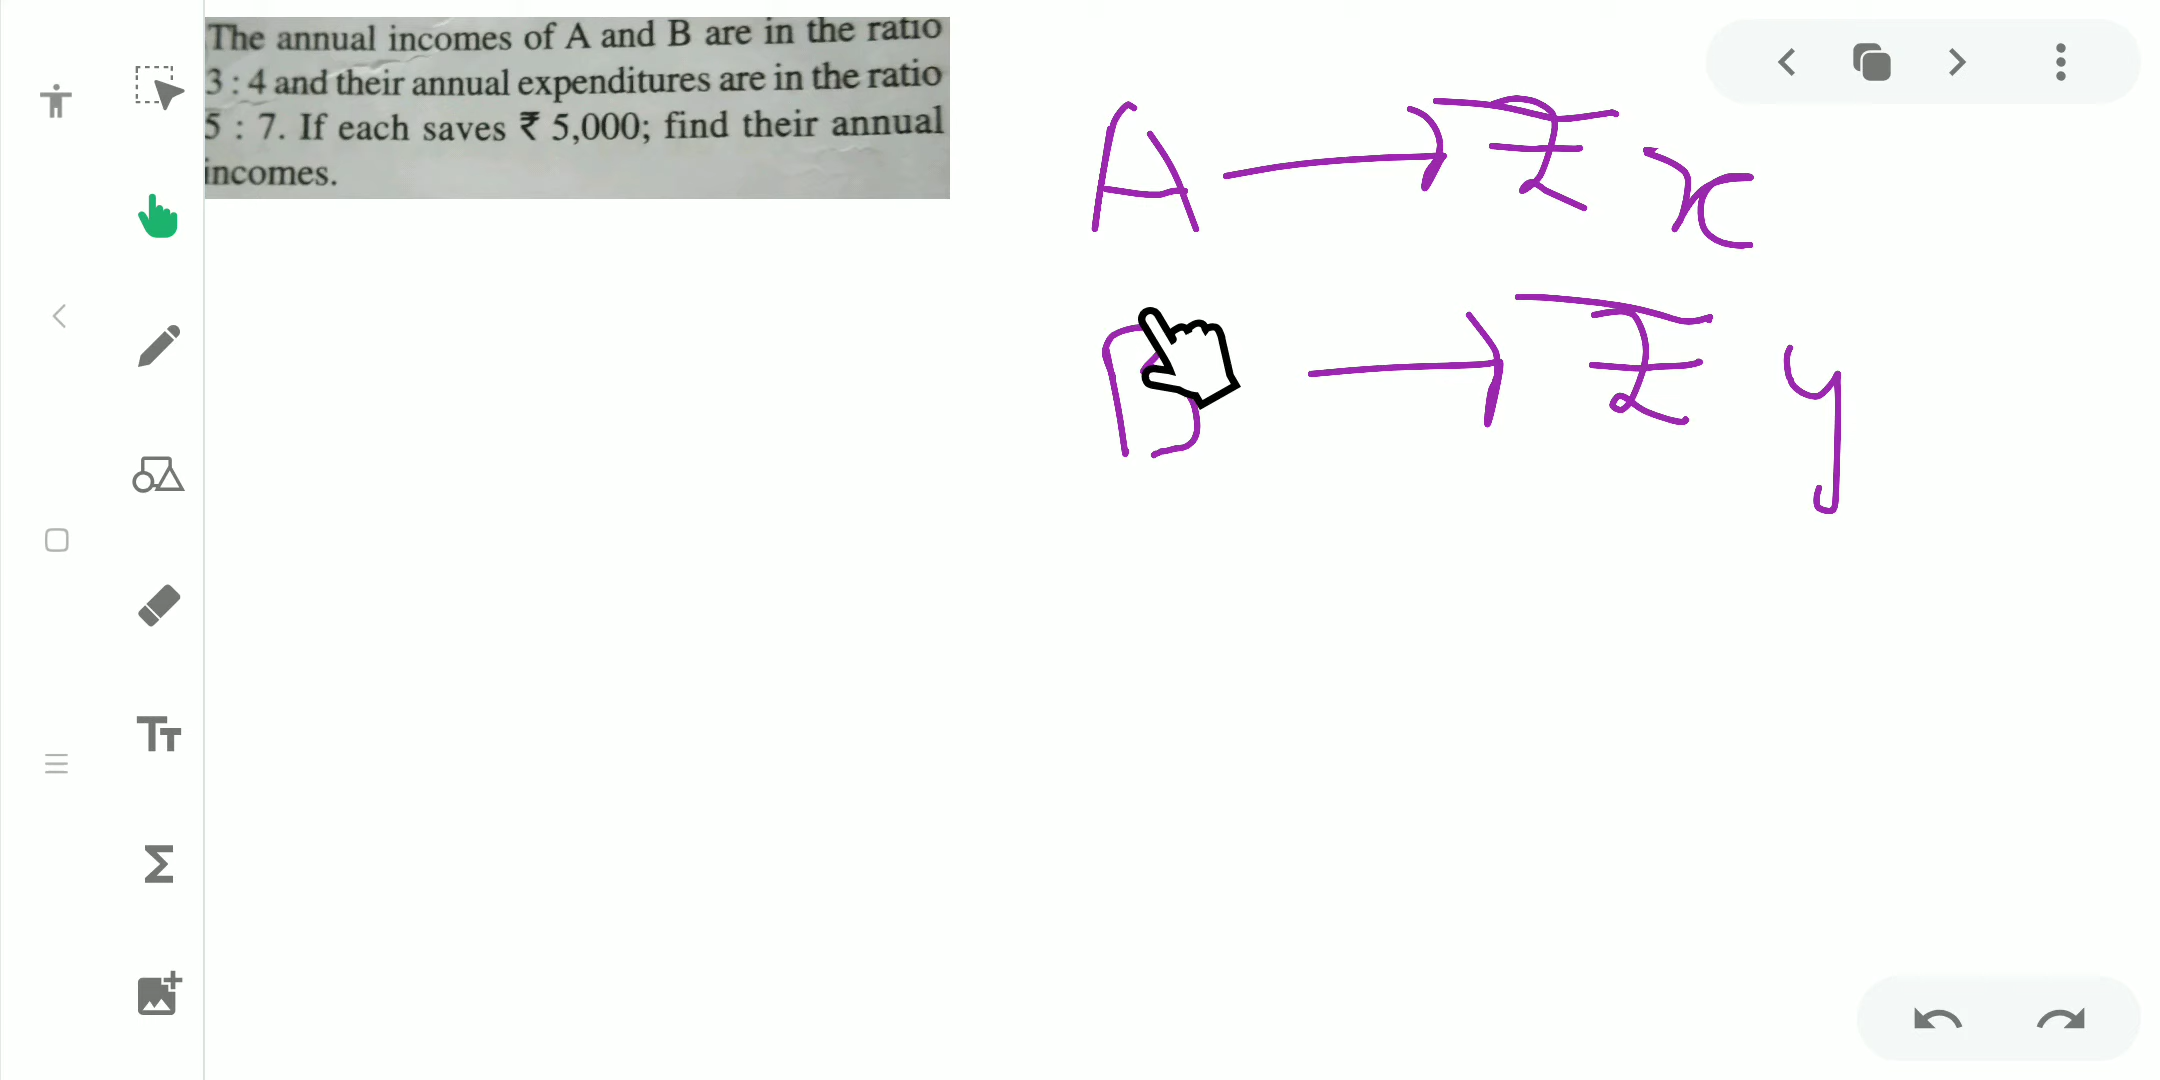 The annual incomes of A and B are in the ratio
3 : 4 and their annual expenditures are in the ratio
5 : 7. If each saves ₹ 5,000; find their annual
incomes.
A → ₹ x
B → ₹ y
Tт
Σ